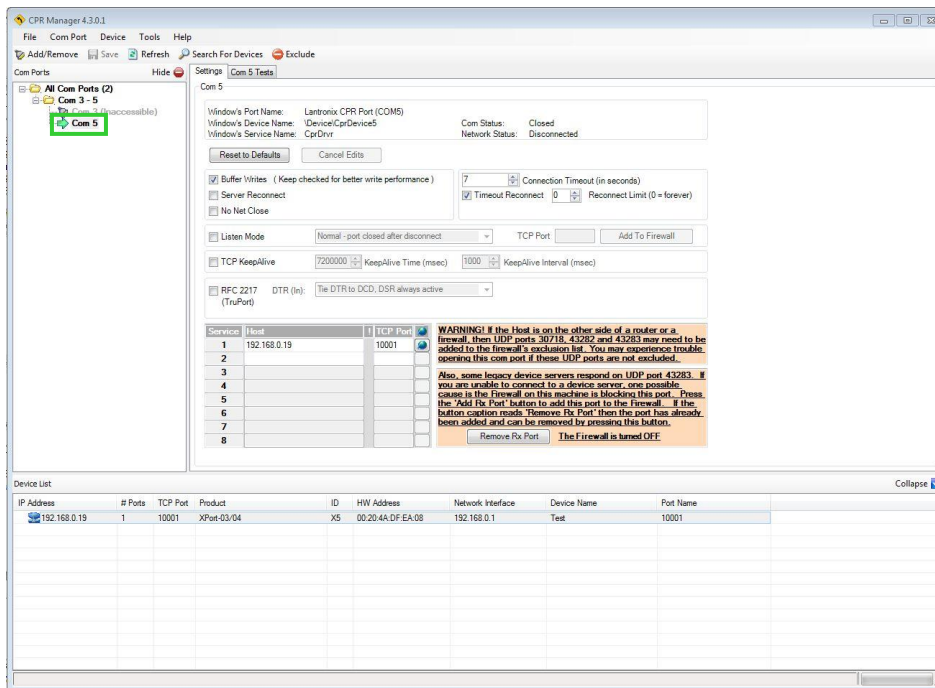 CPR Manager 4.3.0.1
File Com Port Device Tools Help
Add/Remove Save Refresh Search For Devices Exclude
Com Ports Hide Settings Com 5 Tests
All Com Ports (2)
Com 3 - 5
Com 3 (Inaccessible)
Com 5
Com 5
Window's Port Name: Lantronix CPR Port (COM5)
Window's Device Name: \Device\CprDevice5 Com Status: Closed
Window's Service Name: CprDrvr Network Status: Disconnected
Reset to Defaults Cancel Edits
Buffer Writes ( Keep checked for better write performance ) 7 Connection Timeout (in seconds)
Server Reconnect Timeout Reconnect 0 Reconnect Limit (0 = forever)
No Net Close
Listen Mode Normal - port closed after disconnect TCP Port Add To Firewall
TCP KeepAlive 7200000 KeepAlive Time (msec) 1000 KeepAlive Interval (msec)
RFC 2217 DTR (In): Tie DTR to DCD, DSR always active
(TruPort)
Service Host ! TCP Port
1 192.168.0.19 10001
2
3
4
5
6
7
8
WARNING! If the Host is on the other side of a router or a
firewall, then UDP ports 30718, 43282 and 43283 may need to be
added to the firewall's exclusion list. You may experience trouble
opening this com port if these UDP ports are not excluded.
Also, some legacy device servers respond on UDP port 43283. If
you are unable to connect to a device server, one possible
cause is the Firewall on this machine is blocking this port. Press
the 'Add Rx Port' button to add this port to the Firewall. If the
button caption reads 'Remove Rx Port' then the port has already
been added and can be removed by pressing this button.
Remove Rx Port The Firewall is turned OFF
Device List Collapse
IP Address # Ports TCP Port Product ID HW Address Network Interface Device Name Port Name
192.168.0.19 1 10001 XPort-03/04 X5 00:20:4A:DF:EA:08 192.168.0.1 Test 10001